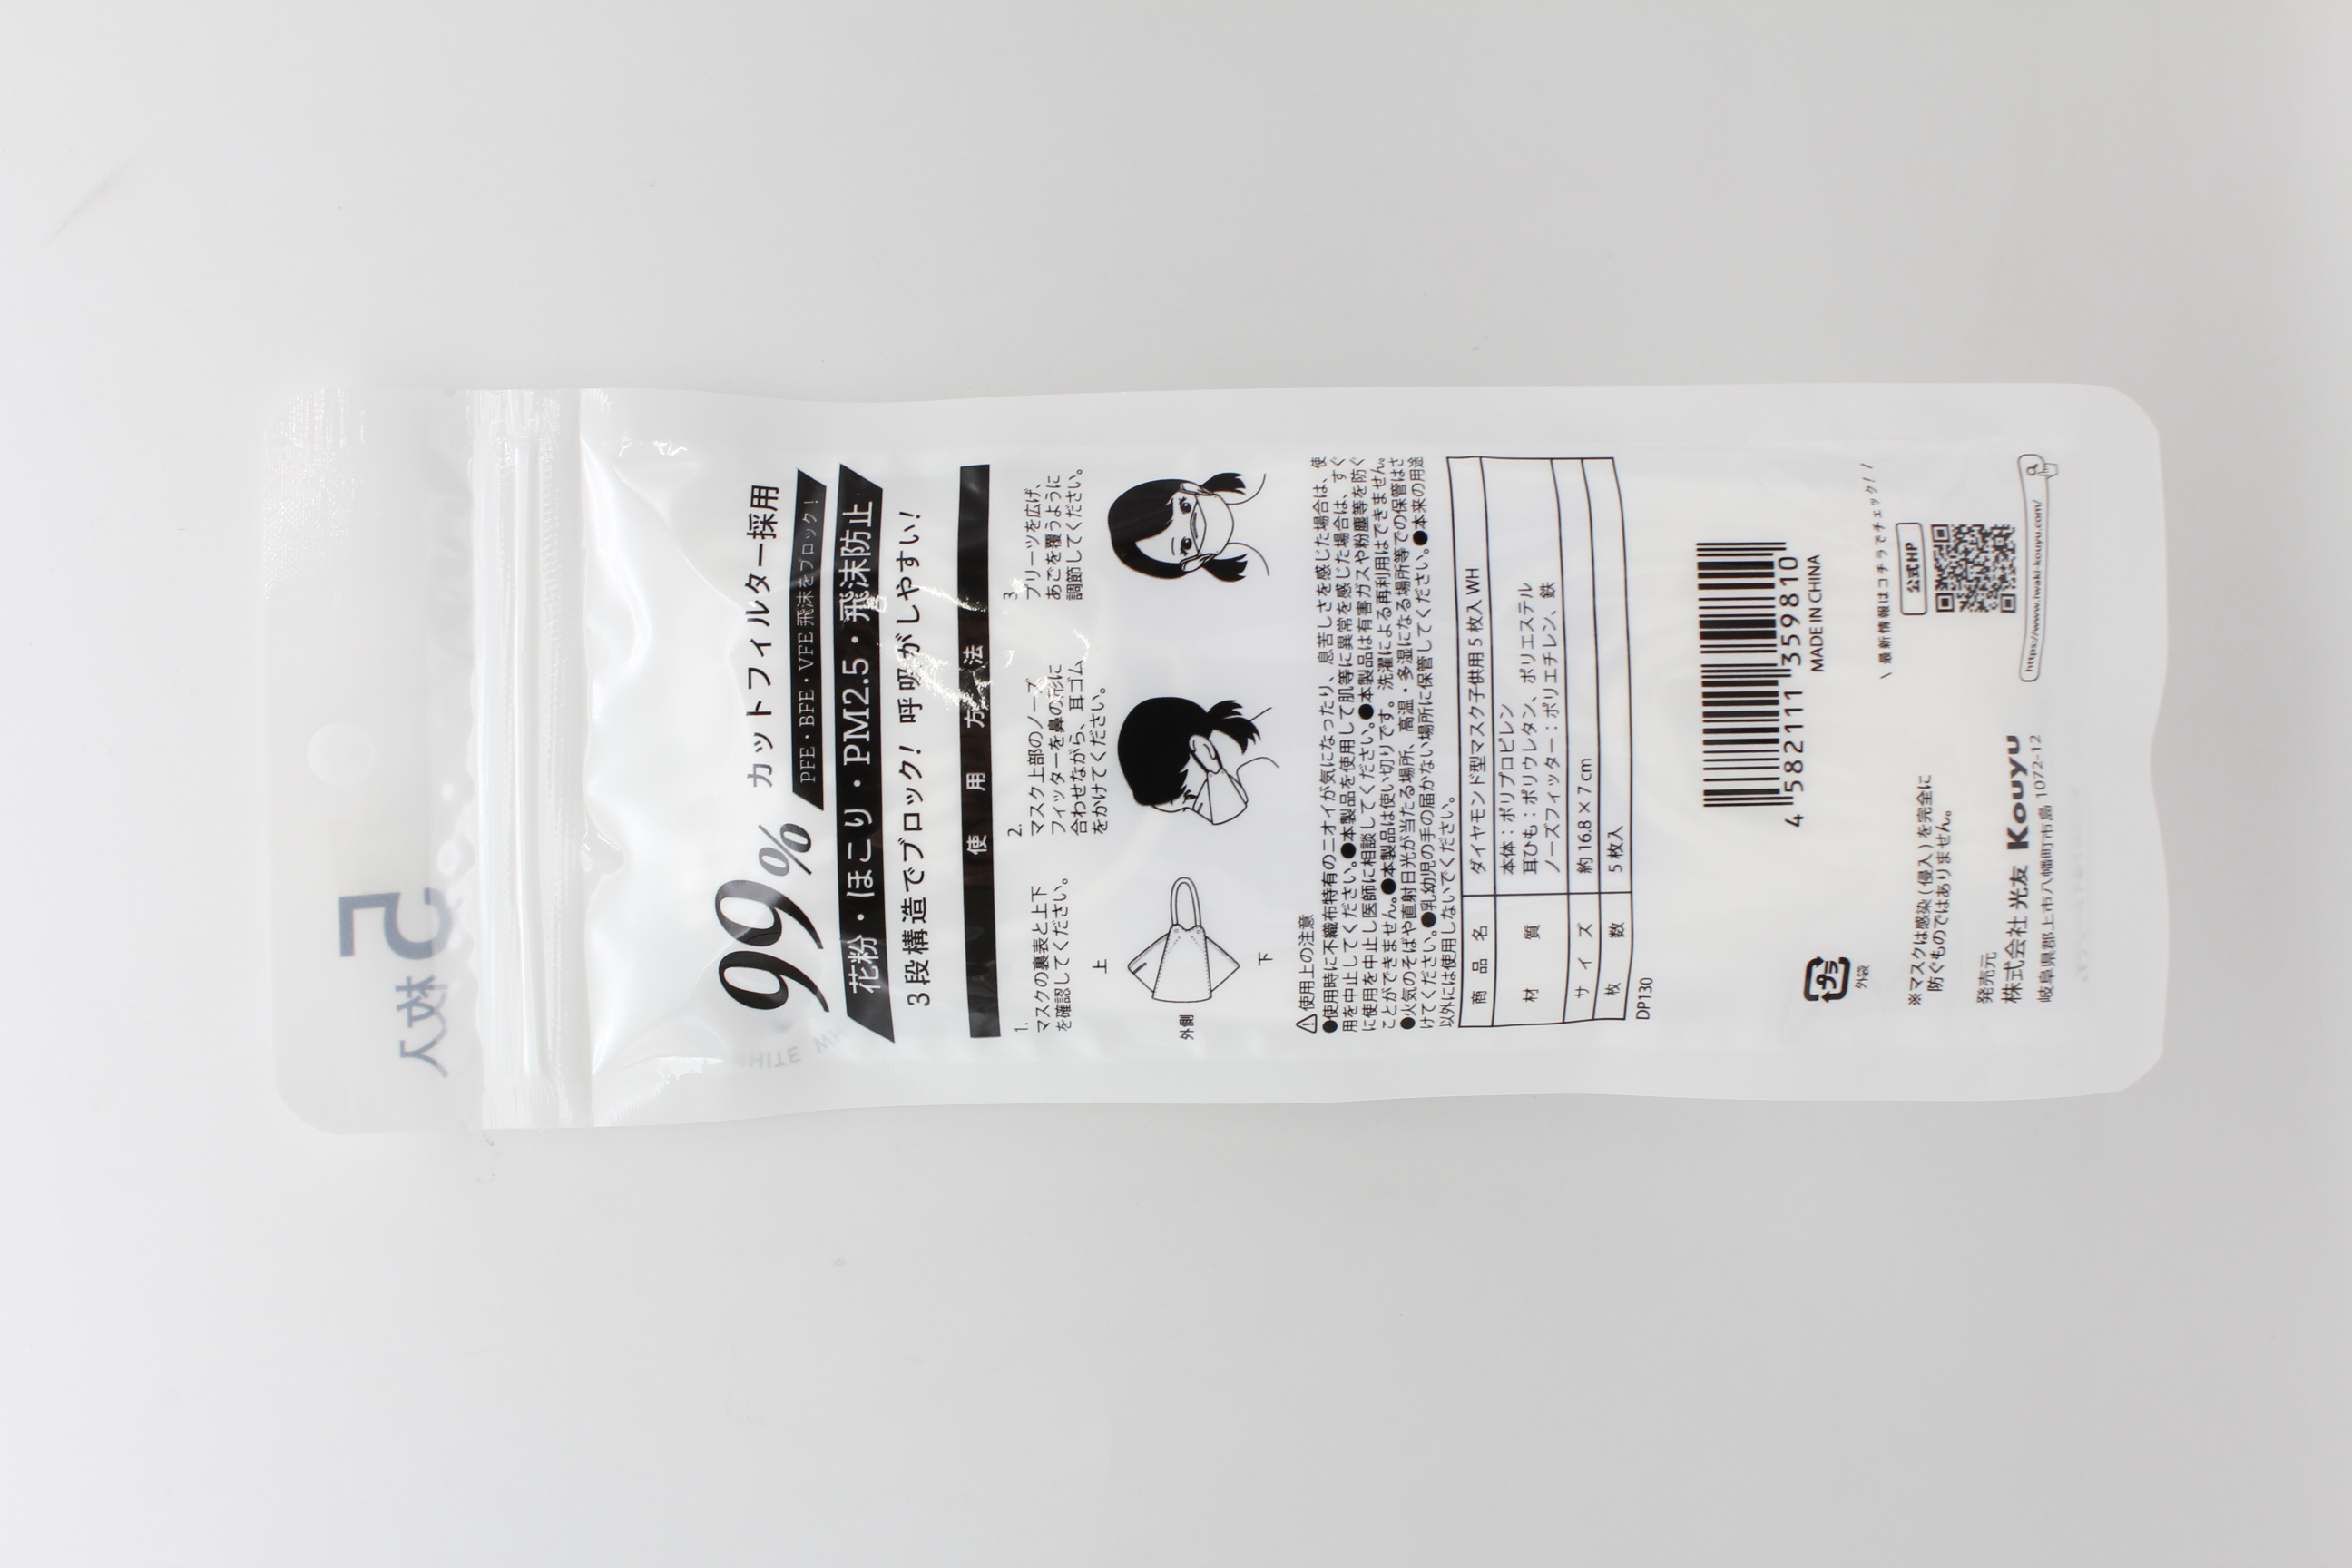 5
枚入
WHITE
99% カットフィルター採用
PFE・BFE・VFE 飛沫をブロック！
花粉・ほこり・PM2.5・飛沫防止
3段構造でブロック！呼吸がしやすい！
使用方法
1.
マスクの裏表と上下
を確認してください。
上
外側
下
2.
マスク上部のノーズ
フィッターを鼻の形に
合わせながら、耳ゴム
をかけてください。
3.
プリーツを広げ、
あごを覆うように
調節してください。
⚠使用上の注意
●使用時に不織布特有のニオイが気になったり、息苦しさを感じた場合は、使
用を中止してください。●本製品を使用して肌等に異常を感じた場合は、すぐ
に使用を中止し医師に相談してください。●本製品は有害ガスや粉塵等を防ぐ
ことができません。●本製品は使い切りです。洗濯による再利用はできません。
●火気のそばや直射日光が当たる場所、高温・多湿になる場所等での保管はさ
けてください。●乳幼児の手の届かない場所に保管してください。●本来の用途
以外には使用しないでください。
商品名 ダイヤモンド型マスク子供用 5 枚入 WH
材質 本体：ポリプロピレン
耳ひも：ポリウレタン、ポリエステル
ノーズフィッター：ポリエチレン、鉄
サイズ 約 16.8 × 7 cm
枚数 5 枚入
DP130
4 582111 359810
MADE IN CHINA
プラ
外袋
\ 最新情報はコチラでチェック! /
公式HP
https://www.iwaki-kouyu.com/
※マスクは感染(侵入)を完全に
防ぐものではありません。
発売元
株式会社 光友 Kouyu
岐阜県郡上市八幡町市島 1072-12